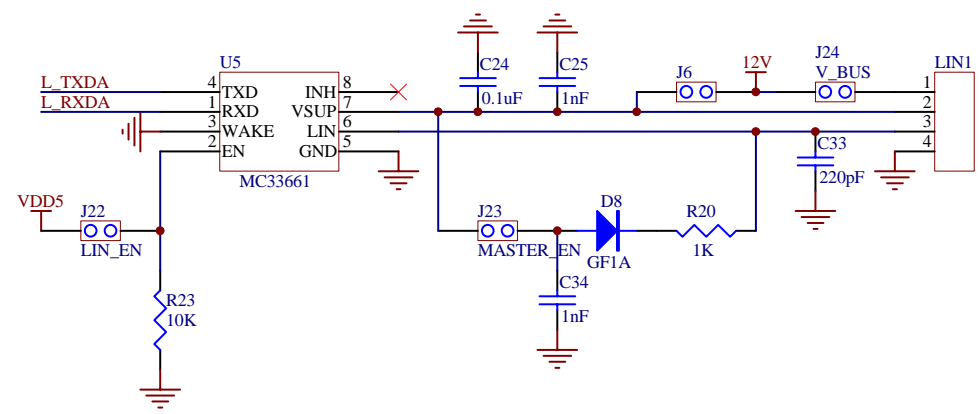 U5
C24
C25
J6
12V
J24
V_BUS
LIN1
L_TXDA
4
TXD
INH
8
0.1uF
1nF
1
L_RXDA
1
RXD
VSUP
7
2
3
WAKE
LIN
6
3
2
EN
GND
5
C33
4
MC33661
220pF
VDD5
J22
LIN_EN
J23
MASTER_EN
D8
GF1A
R20
1K
R23
10K
C34
1nF